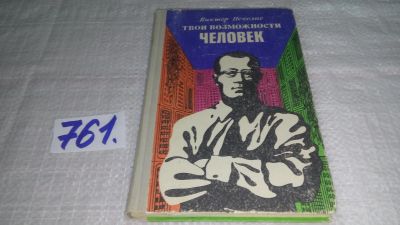 Виктор Пекелис
ТВОИ ВОЗМОЖНОСТИ
ЧЕЛОВЕК
761.